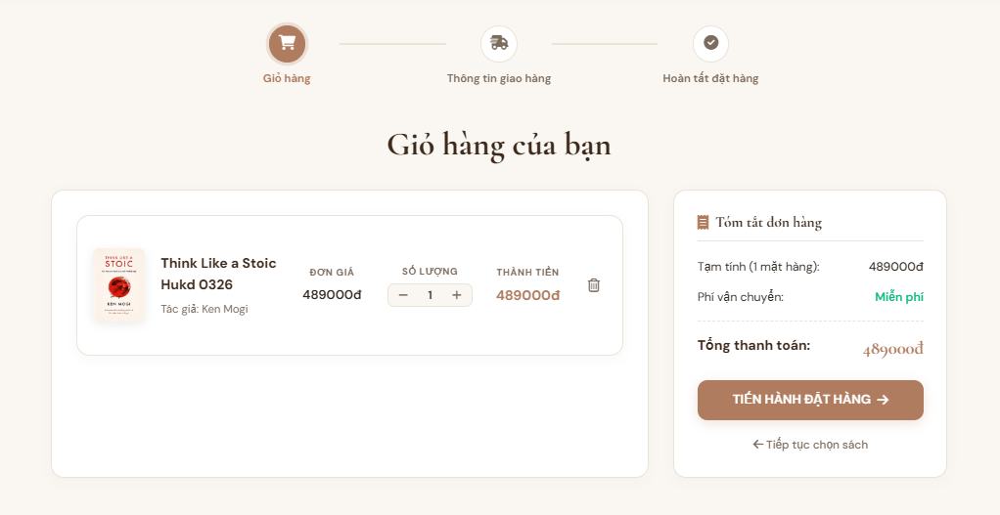 Giỏ hàng
Thông tin giao hàng
Hoàn tất đặt hàng
Giỏ hàng của bạn
THINK LIKE A
STOIC
KEN MOGI
Think Like a Stoic
Hukd 0326
Tác giả: Ken Mogi
ĐƠN GIÁ
489000đ
SỐ LƯỢNG
− 1 +
THÀNH TIỀN
489000đ
Tóm tắt đơn hàng
Tạm tính (1 mặt hàng): 489000đ
Phí vận chuyển: Miễn phí
Tổng thanh toán: 489000đ
TIẾN HÀNH ĐẶT HÀNG →
← Tiếp tục chọn sách